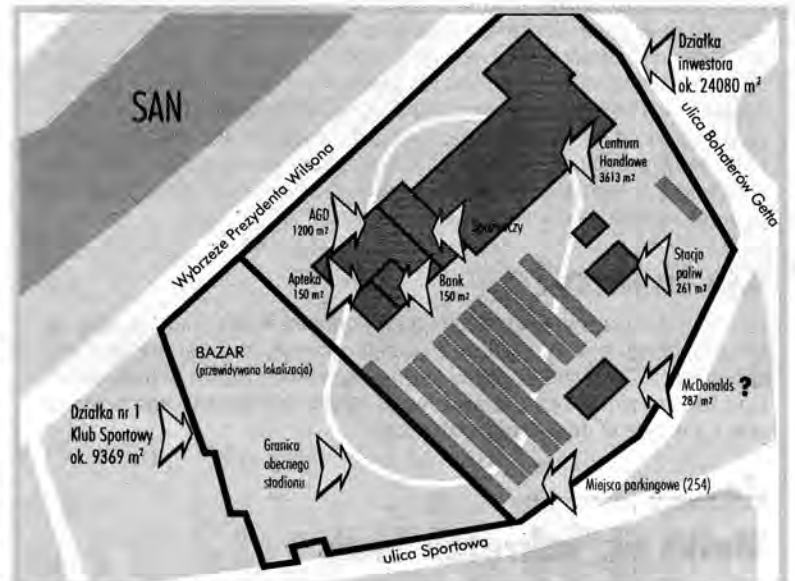 SAN
Działka
inwestora
ok. 24080 m²
ulica Bohaterów Getta
Wybrzeże Prezydenta Wilsona
Centrum
Handlowe
3613 m²
AGD
1200 m²
Spożywczy
Apteka
150 m²
Bank
150 m²
Stacja
paliw
261 m²
BAZAR
(przewidywana lokalizacja)
McDonalds ?
287 m²
Działka nr 1
Klub Sportowy
ok. 9369 m²
Granica
obecnego
stadionu
Miejsca parkingowe (254)
ulica Sportowa